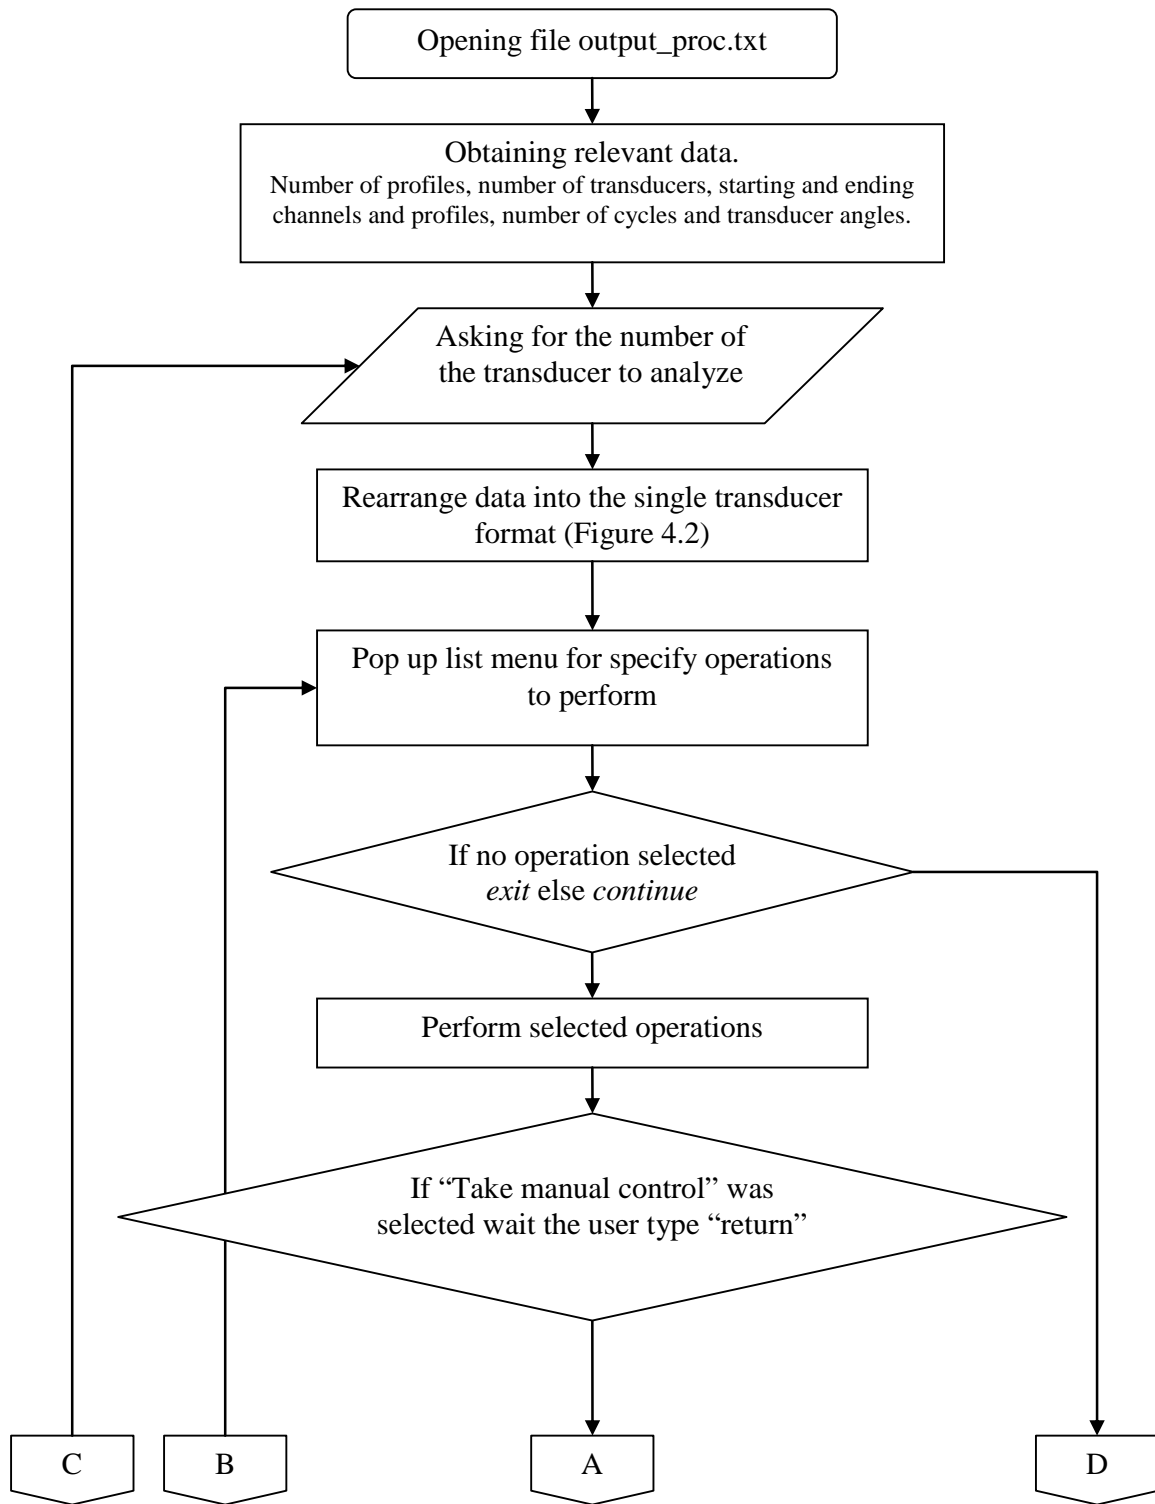 Opening file output_proc.txt
Obtaining relevant data.
Number of profiles, number of transducers, starting and ending
channels and profiles, number of cycles and transducer angles.
Asking for the number of
the transducer to analyze
Rearrange data into the single transducer
format (Figure 4.2)
Pop up list menu for specify operations
to perform
If no operation selected
exit else continue
Perform selected operations
If “Take manual control” was
selected wait the user type “return”
C
B
A
D